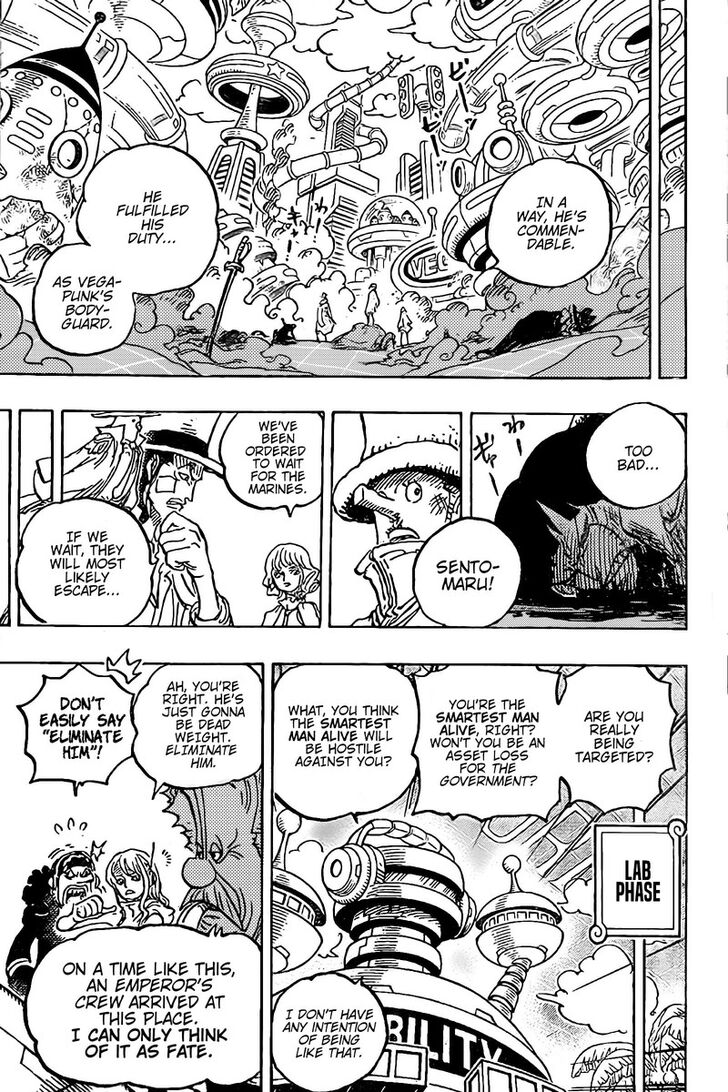 IN A
WAY, HE'S
COMMEN-
DABLE.
HE
FULFILLED
HIS
DUTY...
AS VEGA-
PUNK'S
BODY-
GUARD.
VEG
TOO
BAD...
SENTO-
MARU!
WE'VE
BEEN
ORDERED
TO WAIT
FOR THE
MARINES.
IF WE
WAIT, THEY
WILL MOST
LIKELY
ESCAPE...
LAB
PHASE
ARE YOU
REALLY
BEING
TARGETED?
YOU'RE THE
SMARTEST MAN
ALIVE, RIGHT?
WON'T YOU BE AN
ASSET LOSS
FOR THE
GOVERNMENT?
WHAT, YOU THINK
THE SMARTEST
MAN ALIVE WILL
BE HOSTILE
AGAINST YOU?
I DON'T HAVE
ANY INTENTION
OF BEING
LIKE THAT.
BILITY
AH, YOU'RE
RIGHT. HE'S
JUST GONNA
BE DEAD
WEIGHT.
ELIMINATE
HIM.
DON'T
EASILY SAY
"ELIMINATE
HIM"!
ON A TIME LIKE THIS,
AN EMPEROR'S
CREW ARRIVED AT
THIS PLACE.
I CAN ONLY THINK
OF IT AS FATE.